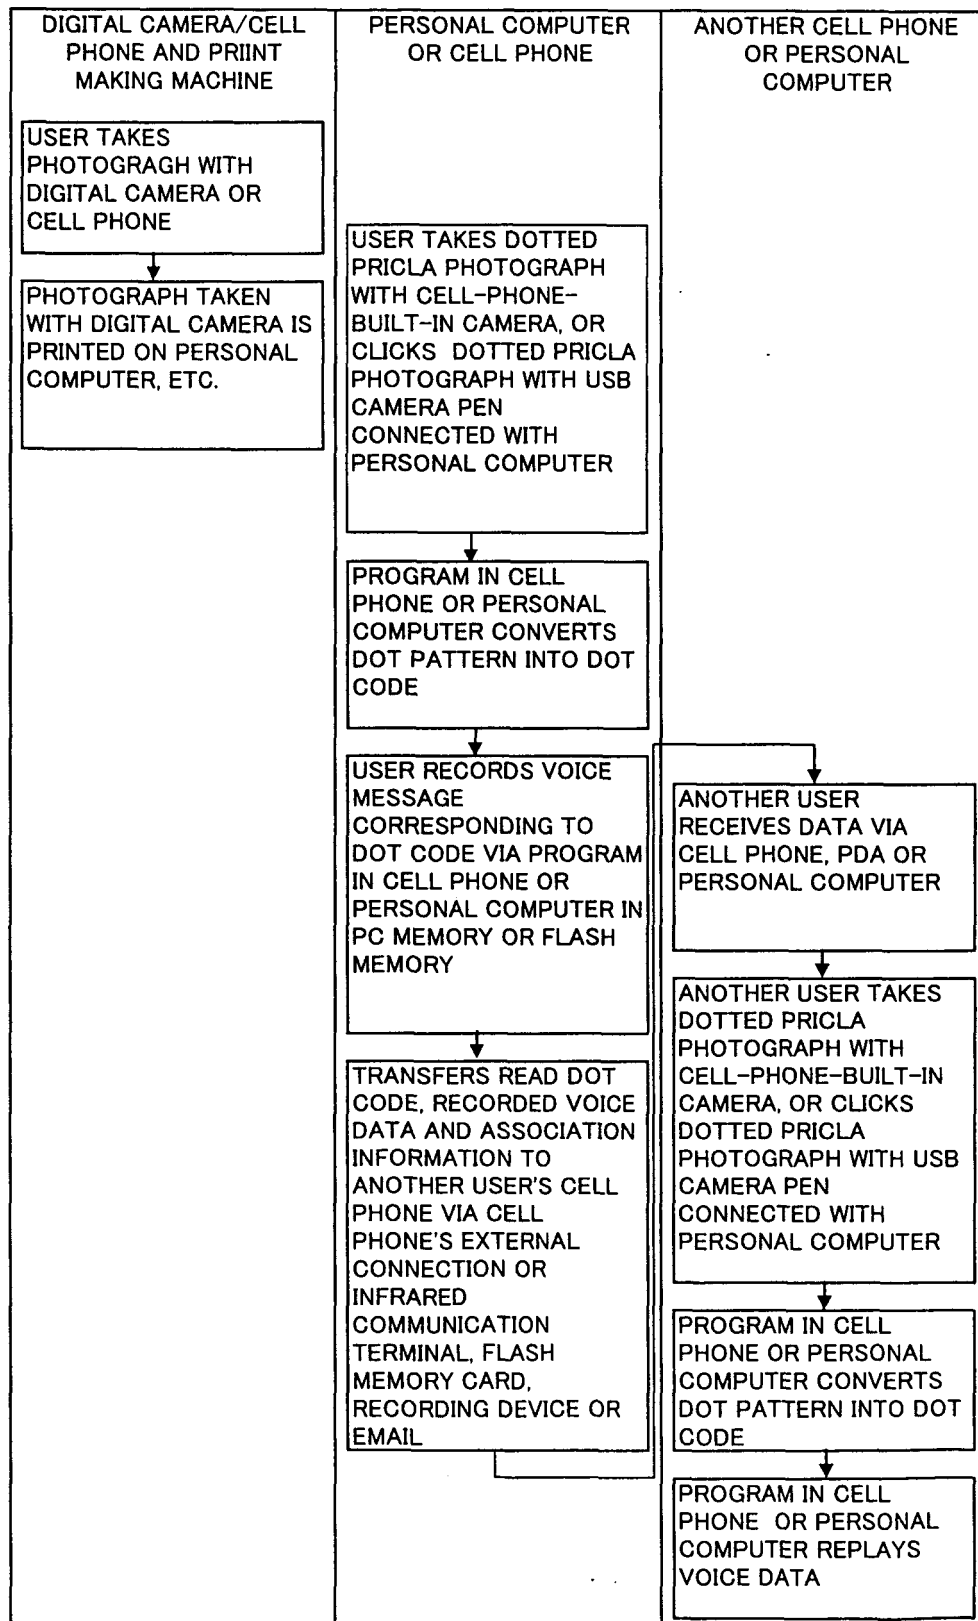 DIGITAL CAMERA/CELL
PHONE AND PRIINT
MAKING MACHINE
USER TAKES
PHOTOGRAGH WITH
DIGITAL CAMERA OR
CELL PHONE
PHOTOGRAPH TAKEN
WITH DIGITAL CAMERA IS
PRINTED ON PERSONAL
COMPUTER, ETC.
PERSONAL COMPUTER
OR CELL PHONE
USER TAKES DOTTED
PRICLA PHOTOGRAPH
WITH CELL-PHONE-
BUILT-IN CAMERA, OR
CLICKS DOTTED PRICLA
PHOTOGRAPH WITH USB
CAMERA PEN
CONNECTED WITH
PERSONAL COMPUTER
PROGRAM IN CELL
PHONE OR PERSONAL
COMPUTER CONVERTS
DOT PATTERN INTO DOT
CODE
USER RECORDS VOICE
MESSAGE
CORRESPONDING TO
DOT CODE VIA PROGRAM
IN CELL PHONE OR
PERSONAL COMPUTER IN
PC MEMORY OR FLASH
MEMORY
TRANSFERS READ DOT
CODE, RECORDED VOICE
DATA AND ASSOCIATION
INFORMATION TO
ANOTHER USER'S CELL
PHONE VIA CELL
PHONE'S EXTERNAL
CONNECTION OR
INFRARED
COMMUNICATION
TERMINAL, FLASH
MEMORY CARD,
RECORDING DEVICE OR
EMAIL
ANOTHER CELL PHONE
OR PERSONAL
COMPUTER
ANOTHER USER
RECEIVES DATA VIA
CELL PHONE, PDA OR
PERSONAL COMPUTER
ANOTHER USER TAKES
DOTTED PRICLA
PHOTOGRAPH WITH
CELL-PHONE-BUILT-IN
CAMERA, OR CLICKS
DOTTED PRICLA
PHOTOGRAPH WITH USB
CAMERA PEN
CONNECTED WITH
PERSONAL COMPUTER
PROGRAM IN CELL
PHONE OR PERSONAL
COMPUTER CONVERTS
DOT PATTERN INTO DOT
CODE
PROGRAM IN CELL
PHONE OR PERSONAL
COMPUTER REPLAYS
VOICE DATA